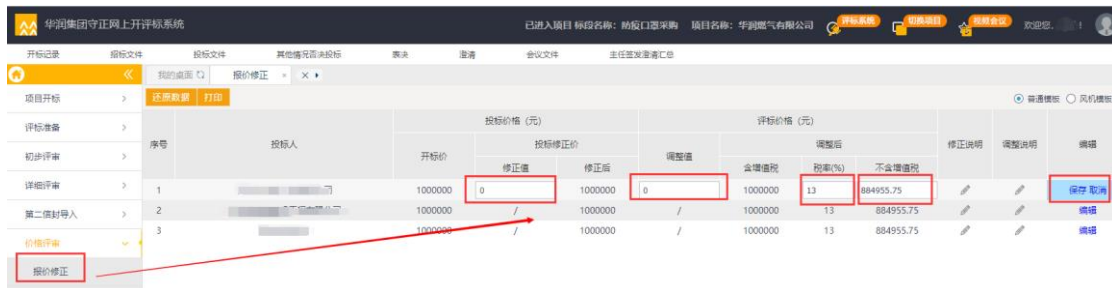 华润集团守正网上开评标系统
已进入项目 标段名称：防疫口罩采购 项目名称：华润燃气有限公司 评标系统 切换项目 视频会议 欢迎您. !
开标记录 招标文件 投标文件 其他情况否决投标 表决 澄清 会议文件 主任签发澄清汇总
我的桌面 报价修正 × × 
项目开标
还原数据 打印
普通模板 风机模板
评标准备
初步评审
详细评审
第二信封导入
价格评审
报价修正
序号 投标人 投标价格（元） 评标价格（元） 修正说明 调整说明 编辑
开标价 投标修正价 调整值 调整后
修正值 修正后 含增值税 税率(%) 不含增值税
1 1000000 0 1000000 0 1000000 13 884955.75 保存 取消
2 1000000 / 1000000 / 1000000 13 884955.75 编辑
3 1000000 / 1000000 / 1000000 13 884955.75 编辑